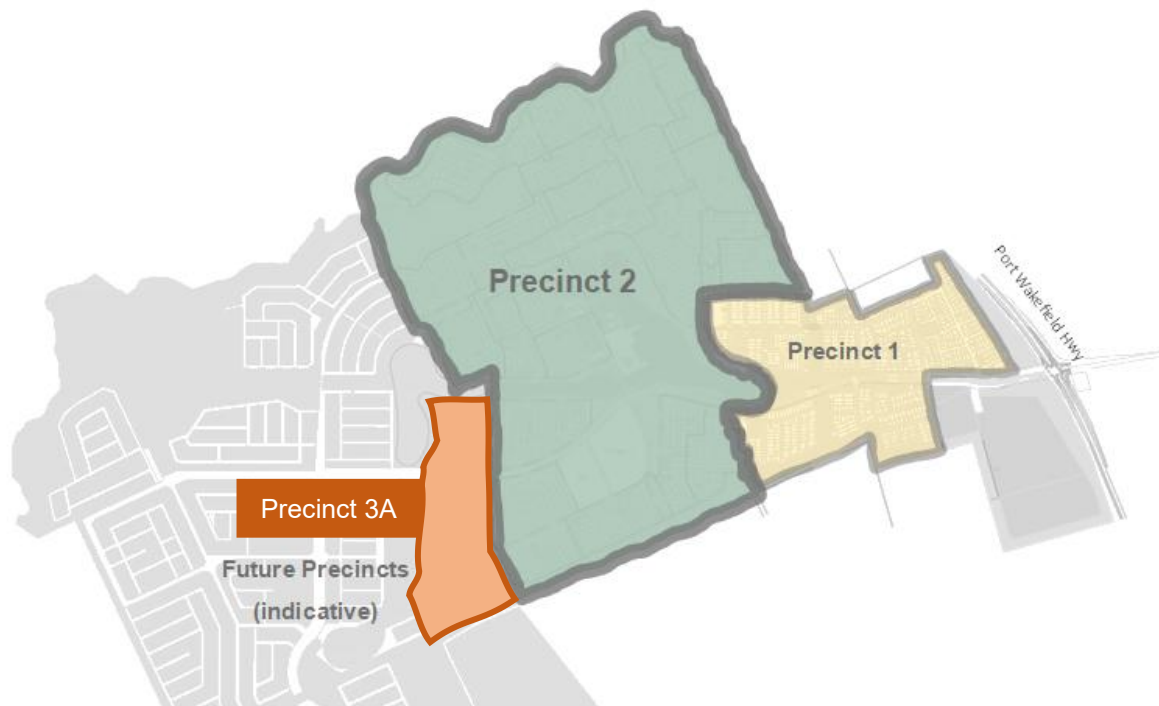 Precinct 2
Port Wakefield Hwy
Precinct 1
Precinct 3A
Future Precincts
(indicative)